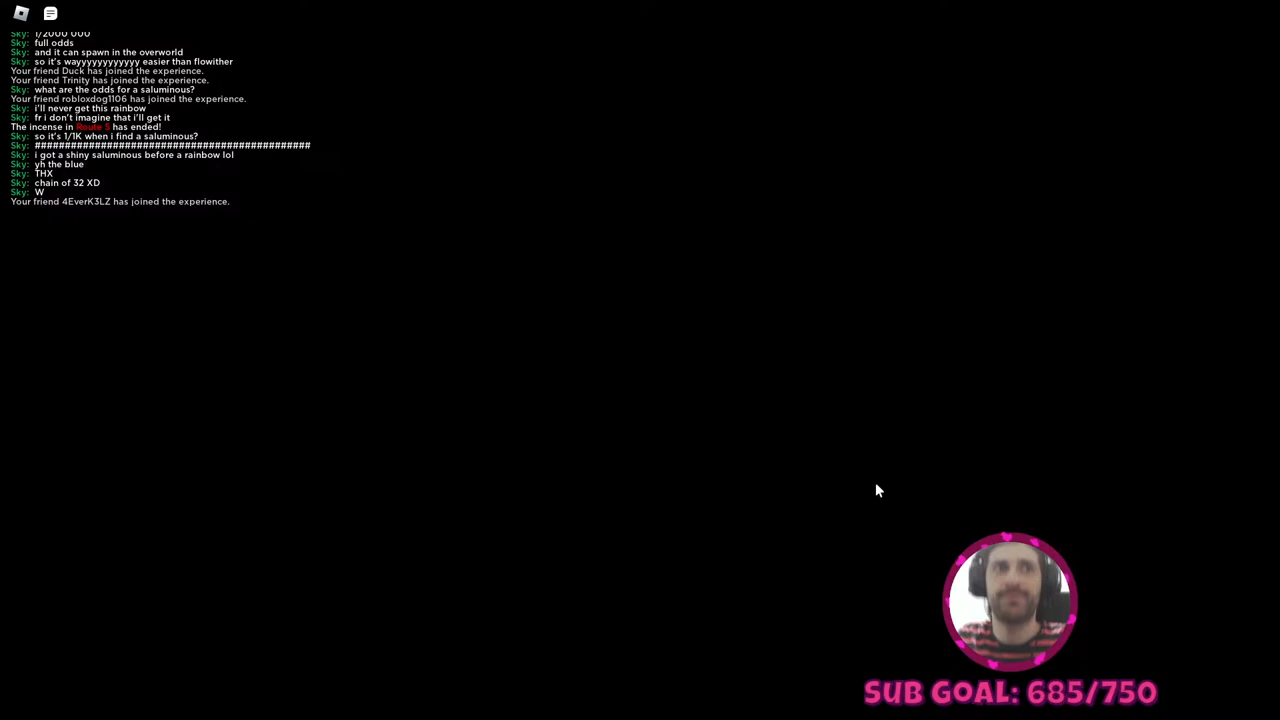 Sky: 1/2000 000
Sky: full odds
Sky: and it can spawn in the overworld
Sky: so it's wayyyyyyyyyyyy easier than flowither
Your friend Duck has joined the experience.
Your friend Trinity has joined the experience.
Sky: what are the odds for a saluminous?
Your friend robloxdog1106 has joined the experience.
Sky: i'll never get this rainbow
Sky: fr i don't imagine that i'll get it
The incense in Route 5 has ended!
Sky: so it's 1/1K when i find a saluminous?
Sky: ##############################################
Sky: i got a shiny saluminous before a rainbow lol
Sky: yh the blue
Sky: THX
Sky: chain of 32 XD
Sky: W
Your friend 4EverK3LZ has joined the experience.
SUB GOAL: 685/750